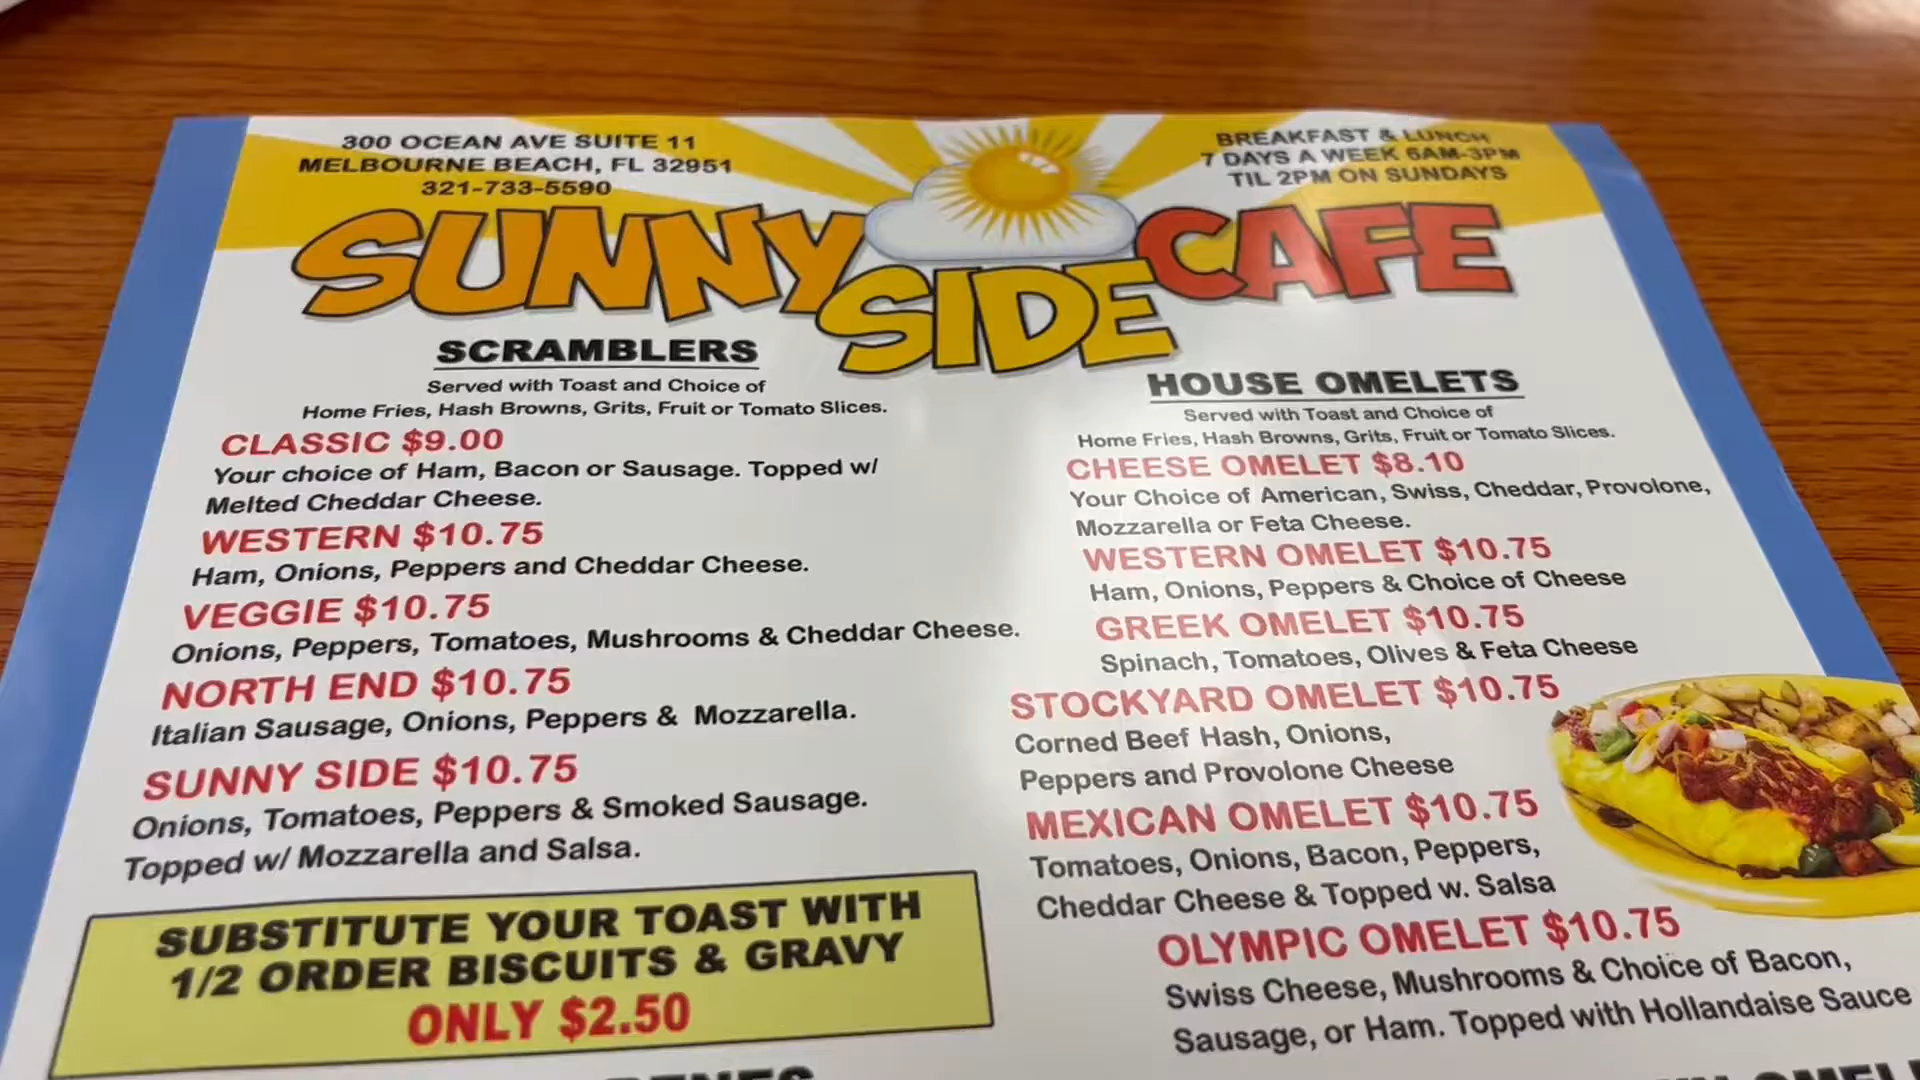 300 OCEAN AVE SUITE 11
MELBOURNE BEACH, FL 32951
321-733-5590
BREAKFAST & LUNCH
7 DAYS A WEEK 6AM-3PM
TIL 2PM ON SUNDAYS
SUNNY SIDE CAFE
SCRAMBLERS
Served with Toast and Choice of
Home Fries, Hash Browns, Grits, Fruit or Tomato Slices.
CLASSIC $9.00
Your choice of Ham, Bacon or Sausage. Topped w/
Melted Cheddar Cheese.
WESTERN $10.75
Ham, Onions, Peppers and Cheddar Cheese.
VEGGIE $10.75
Onions, Peppers, Tomatoes, Mushrooms & Cheddar Cheese.
NORTH END $10.75
Italian Sausage, Onions, Peppers & Mozzarella.
SUNNY SIDE $10.75
Onions, Tomatoes, Peppers & Smoked Sausage.
Topped w/ Mozzarella and Salsa.
SUBSTITUTE YOUR TOAST WITH
1/2 ORDER BISCUITS & GRAVY
ONLY $2.50
HOUSE OMELETS
Served with Toast and Choice of
Home Fries, Hash Browns, Grits, Fruit or Tomato Slices.
CHEESE OMELET $8.10
Your Choice of American, Swiss, Cheddar, Provolone,
Mozzarella or Feta Cheese.
WESTERN OMELET $10.75
Ham, Onions, Peppers & Choice of Cheese
GREEK OMELET $10.75
Spinach, Tomatoes, Olives & Feta Cheese
STOCKYARD OMELET $10.75
Corned Beef Hash, Onions,
Peppers and Provolone Cheese
MEXICAN OMELET $10.75
Tomatoes, Onions, Bacon, Peppers,
Cheddar Cheese & Topped w. Salsa
OLYMPIC OMELET $10.75
Swiss Cheese, Mushrooms & Choice of Bacon,
Sausage, or Ham. Topped with Hollandaise Sauce